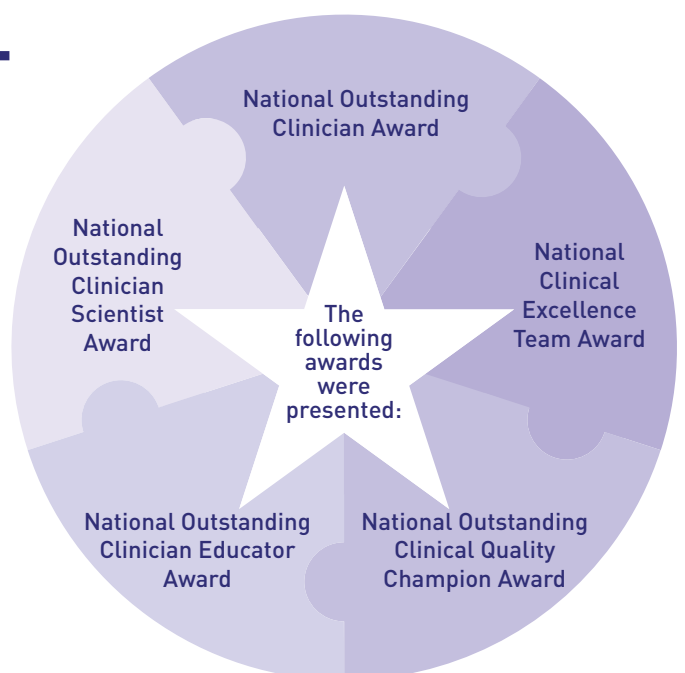 National Outstanding
Clinician Award
National
Outstanding
Clinician
Scientist
Award
National
Clinical
Excellence
Team Award
The
following
awards
were
presented:
National Outstanding
Clinician Educator
Award
National Outstanding
Clinical Quality
Champion Award